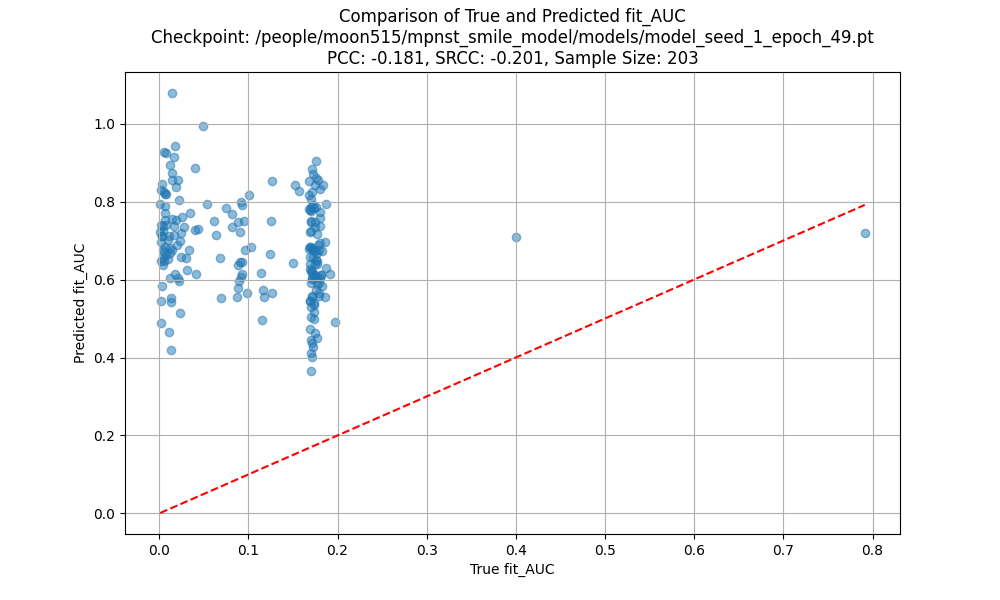 Comparison of True and Predicted fit_AUC
Checkpoint: /people/moon515/mpnst_smile_model/models/model_seed_1_epoch_49.pt
PCC: -0.181, SRCC: -0.201, Sample Size: 203
Predicted fit_AUC
1.0
0.8
0.6
0.4
0.2
0.0
0.0 0.1 0.2 0.3 0.4 0.5 0.6 0.7 0.8
True fit_AUC